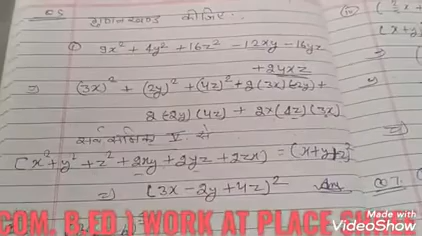 गुणनखण्ड कीजिए:-
① 9x² + 4y² + 16z² - 12xy - 16yz
+ 24xz
⇒ (3x)² + (2y)² + (4z)² + 2(3x)(-2y) +
2(-2y)(4z) + 2×(4z)(3x)
सर्वसमिका V से
[x² + y² + z² + 2xy + 2yz + 2zx] = (x+y+z)²
⇒ (3x - 2y + 4z)² Ans
COM. B.ED.) WORK AT PLACE
Made with
VideoShow